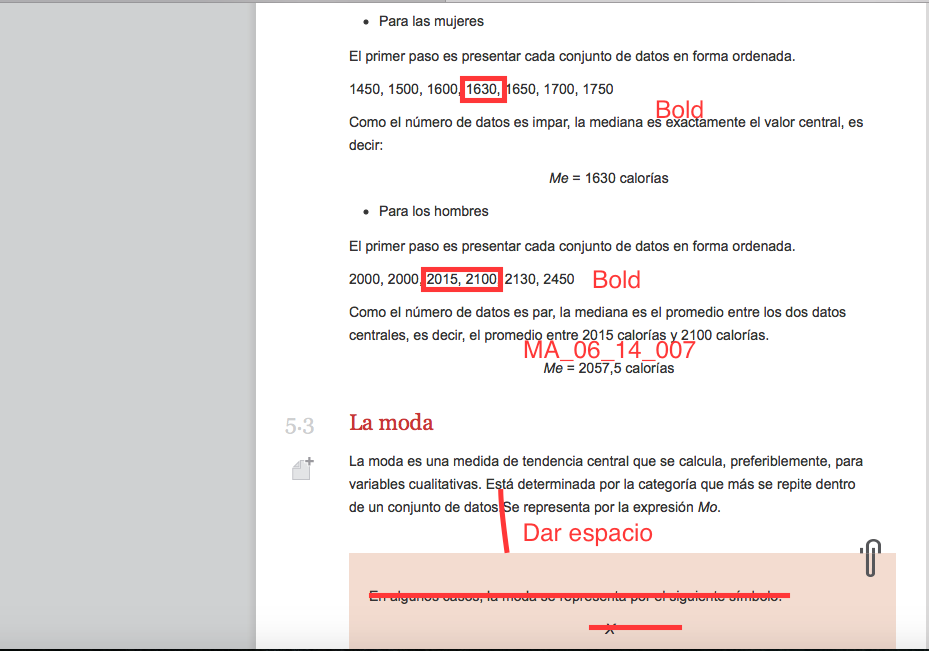 • Para las mujeres
El primer paso es presentar cada conjunto de datos en forma ordenada.
1450, 1500, 1600, 1630, 1650, 1700, 1750
Bold
Como el número de datos es impar, la mediana es exactamente el valor central, es
decir:
Me = 1630 calorías
• Para los hombres
El primer paso es presentar cada conjunto de datos en forma ordenada.
2000, 2000, 2015, 2100, 2130, 2450 Bold
Como el número de datos es par, la mediana es el promedio entre los dos datos
centrales, es decir, el promedio entre 2015 calorías y 2100 calorías.
MA_06_14_007
Me = 2057,5 calorías
5.3 La moda
La moda es una medida de tendencia central que se calcula, preferiblemente, para
variables cualitativas. Está determinada por la categoría que más se repite dentro
de un conjunto de datos.Se representa por la expresión Mo.
Dar espacio
En algunos casos, la moda se representa por el siguiente símbolo:
X